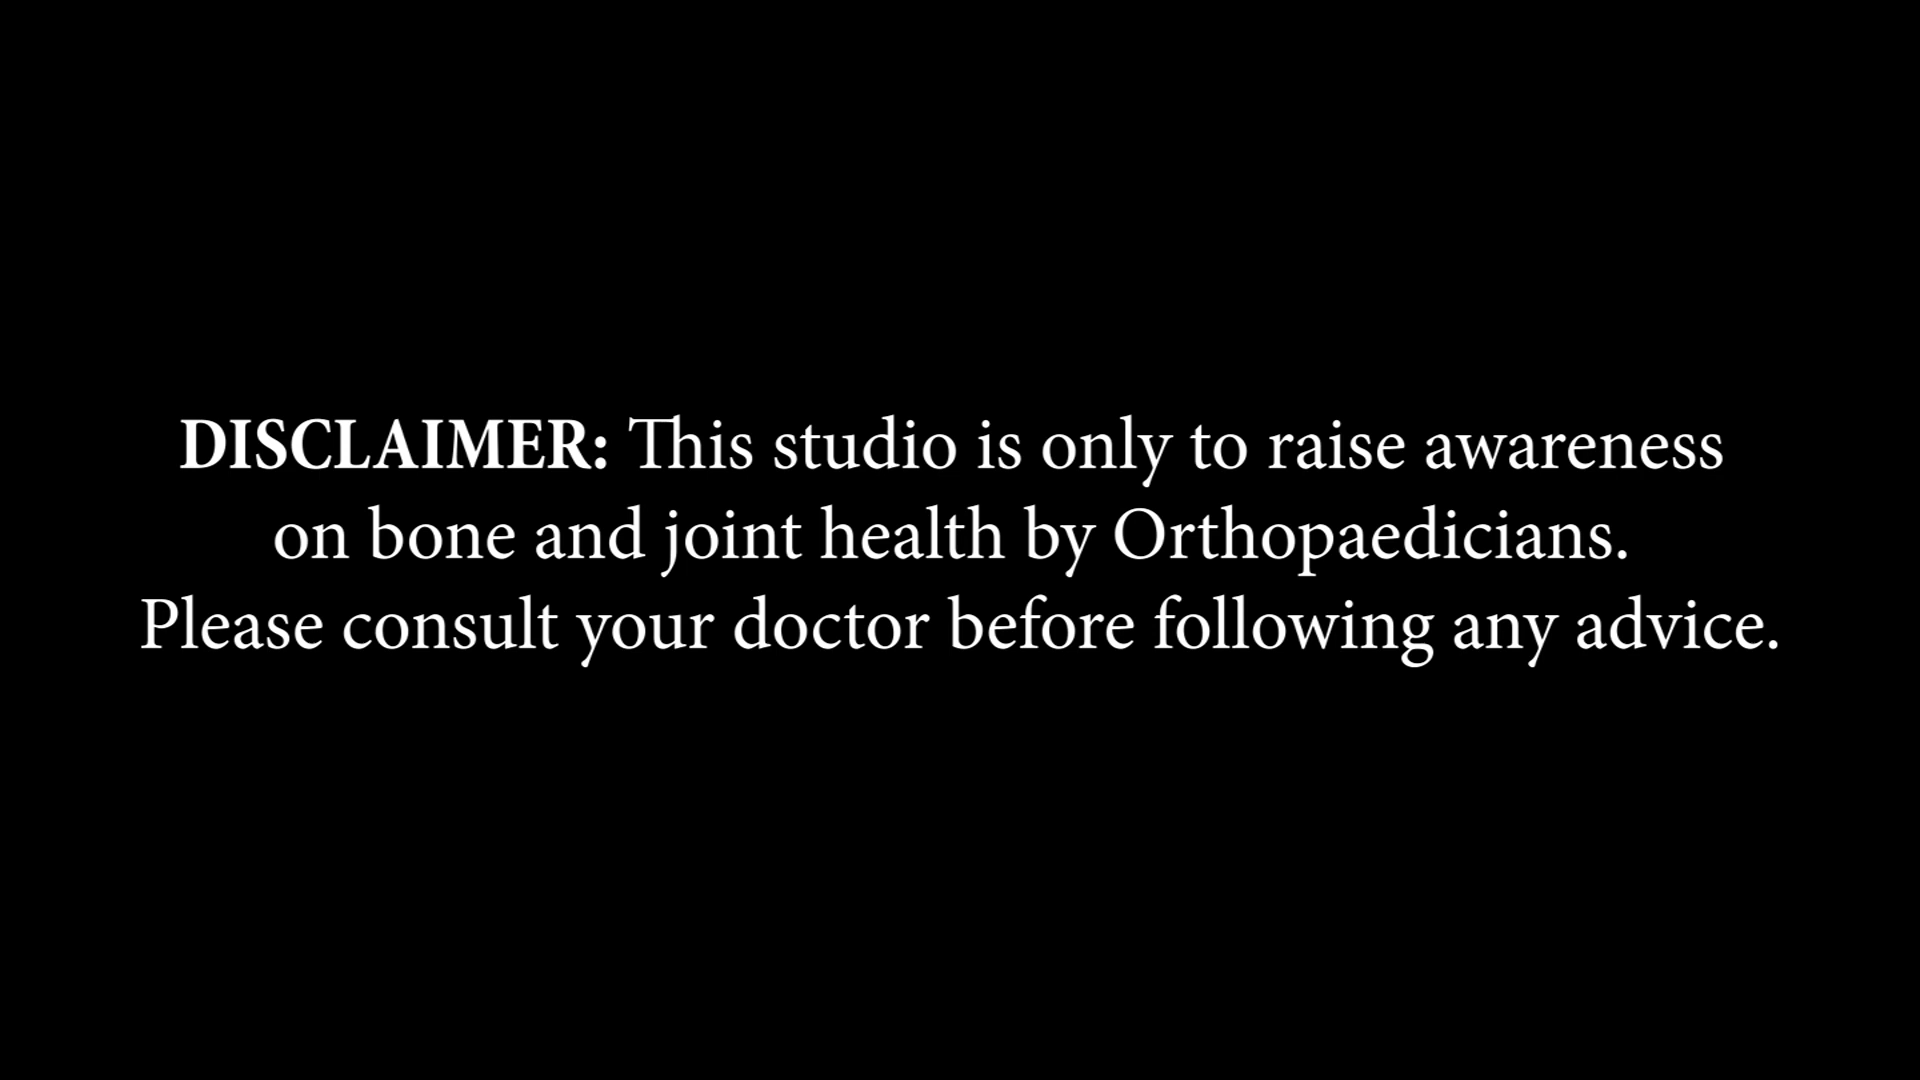 DISCLAIMER: This studio is only to raise awareness
on bone and joint health by Orthopaedicians.
Please consult your doctor before following any advice.